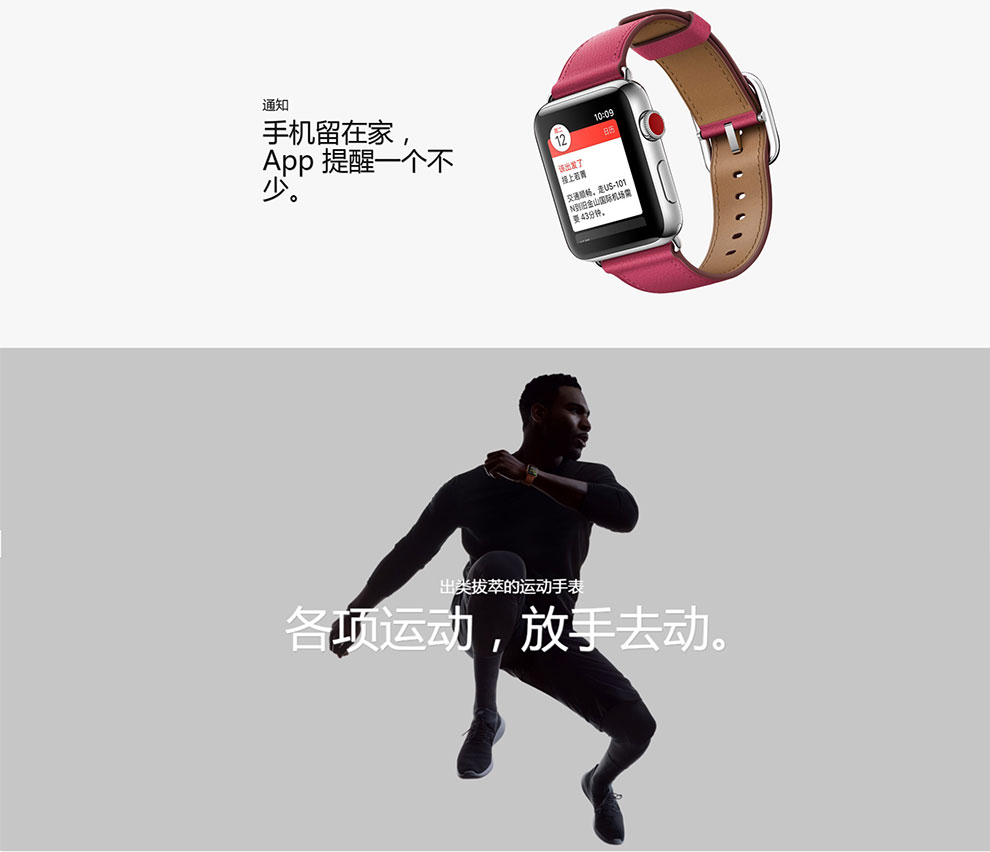 通知
手机留在家，
App 提醒一个不
少。
10:09
周二
12
日历
该出发了
接上若菁
交通顺畅。走US-101
N到旧金山国际机场需
要 43分钟。
出类拔萃的运动手表
各项运动，放手去动。